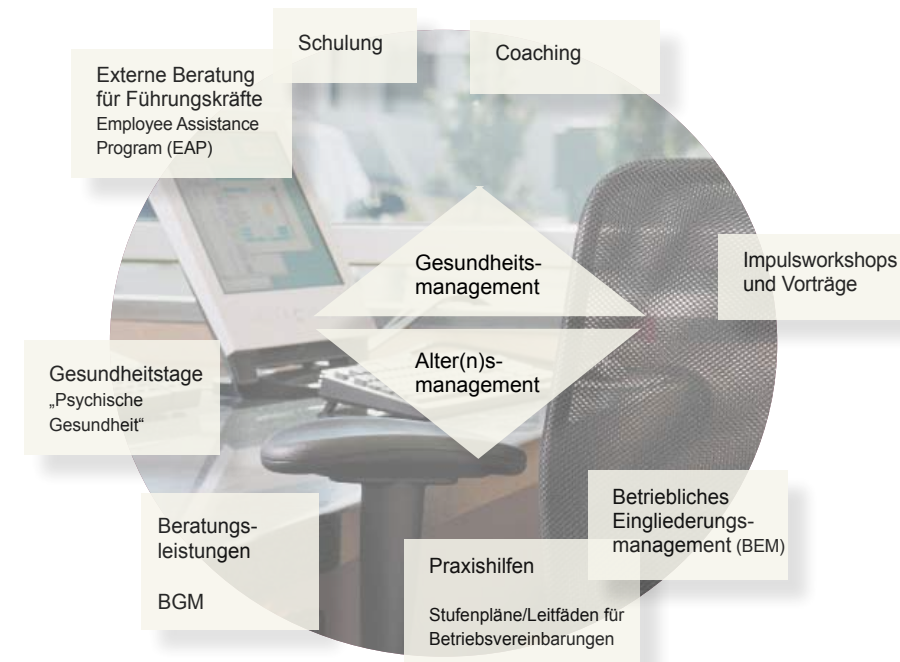 Schulung
Coaching
Externe Beratung
für Führungskräfte
Employee Assistance
Program (EAP)
Gesundheits-
management
Impulsworkshops
und Vorträge
Alter(n)s-
management
Gesundheitstage
„Psychische
Gesundheit“
Betriebliches
Eingliederungs-
management (BEM)
Beratungs-
leistungen
BGM
Praxishilfen
Stufenpläne/Leitfäden für
Betriebsvereinbarungen